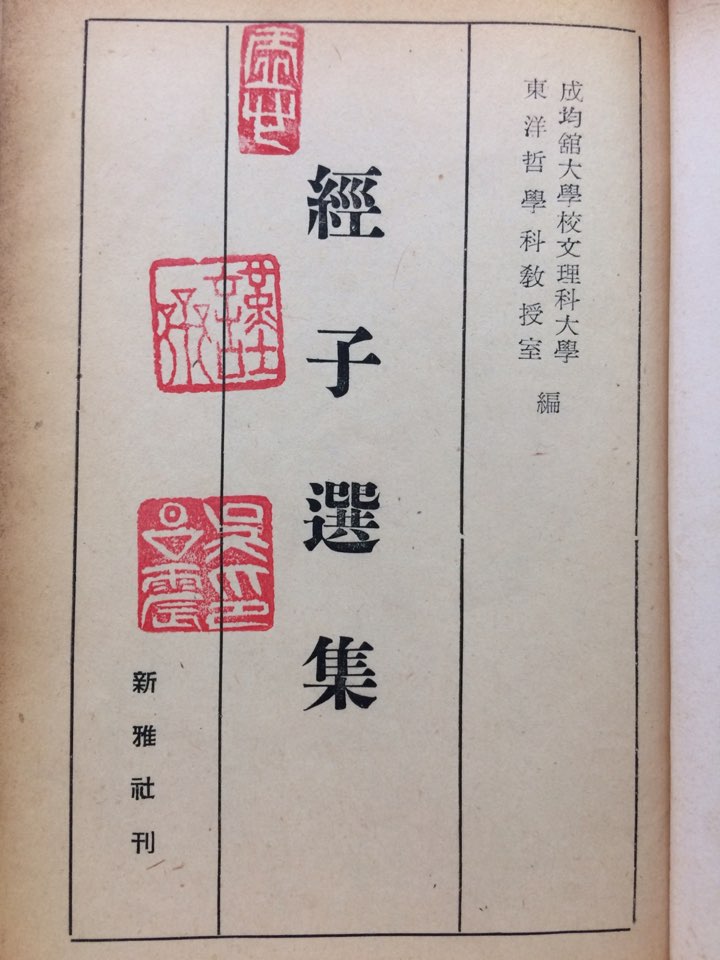 成均舘大學校文理科大學
東洋哲學科敎授室 編
經子選集
新雅社刊